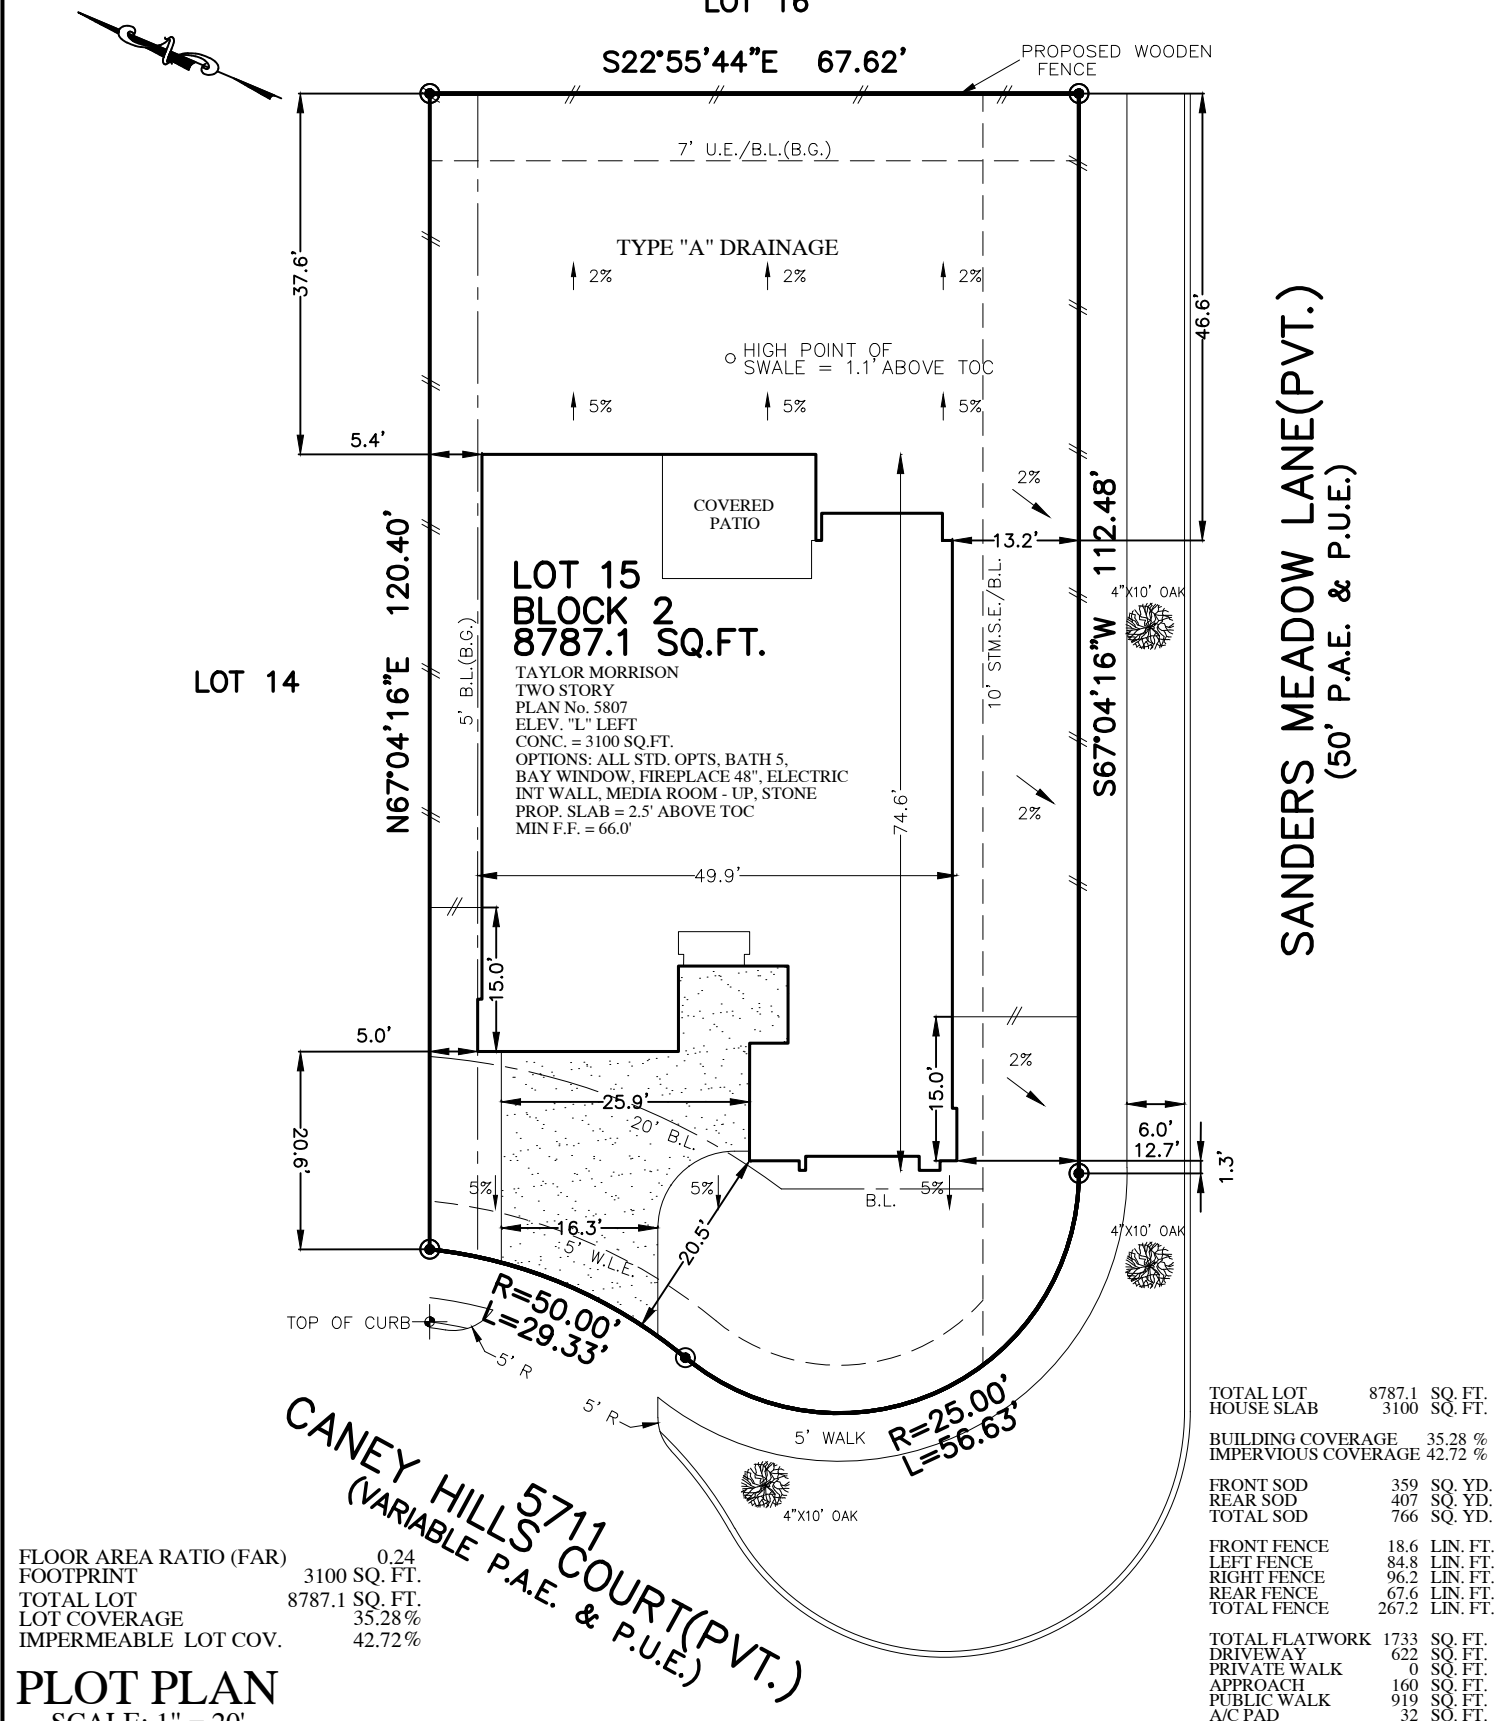 LOT 16
S22°55'44"E 67.62'
PROPOSED WOODEN
FENCE
7' U.E./B.L.(B.G.)
TYPE "A" DRAINAGE
2%
2%
2%
37.6'
46.6'
HIGH POINT OF
SWALE = 1.1' ABOVE TOC
5%
5%
5%
5.4'
COVERED
PATIO
2%
13.2'
N67°04'16"E 120.40'
S67°04'16"W 112.48'
SANDERS MEADOW LANE(PVT.)
(50' P.A.E. & P.U.E.)
LOT 15
BLOCK 2
8787.1 SQ.FT.
4"X10' OAK
LOT 14
5' B.L.(B.G.)
10' STM.S.E./B.L.
TAYLOR MORRISON
TWO STORY
PLAN No. 5807
ELEV. "L" LEFT
CONC. = 3100 SQ.FT.
OPTIONS: ALL STD. OPTS, BATH 5,
BAY WINDOW, FIREPLACE 48", ELECTRIC
INT WALL, MEDIA ROOM - UP, STONE
PROP. SLAB = 2.5' ABOVE TOC
MIN F.F. = 66.0'
74.6'
2%
49.9'
15.0'
5.0'
2%
15.0'
25.9'
20' B.L.
20.6'
6.0'
12.7'
1.3'
5%
5%
5%
B.L.
16.3'
20.5'
5' W.L.E.
4"X10' OAK
R=50.00'
L=29.33'
TOP OF CURB
5' R
5' R
5' WALK
R=25.00'
L=56.63'
4"X10' OAK
5711
CANEY HILLS COURT(PVT.)
(VARIABLE P.A.E. & P.U.E.)
TOTAL LOT 8787.1 SQ. FT.
HOUSE SLAB 3100 SQ. FT.
BUILDING COVERAGE 35.28 %
IMPERVIOUS COVERAGE 42.72 %
FRONT SOD 359 SQ. YD.
REAR SOD 407 SQ. YD.
TOTAL SOD 766 SQ. YD.
FRONT FENCE 18.6 LIN. FT.
LEFT FENCE 84.8 LIN. FT.
RIGHT FENCE 96.2 LIN. FT.
REAR FENCE 67.6 LIN. FT.
TOTAL FENCE 267.2 LIN. FT.
TOTAL FLATWORK 1733 SQ. FT.
DRIVEWAY 622 SQ. FT.
PRIVATE WALK 0 SQ. FT.
APPROACH 160 SQ. FT.
PUBLIC WALK 919 SQ. FT.
A/C PAD 32 SQ. FT.
FLOOR AREA RATIO (FAR) 0.24
FOOTPRINT 3100 SQ. FT.
TOTAL LOT 8787.1 SQ. FT.
LOT COVERAGE 35.28%
IMPERMEABLE LOT COV. 42.72%
PLOT PLAN
SCALE: 1" = 20'